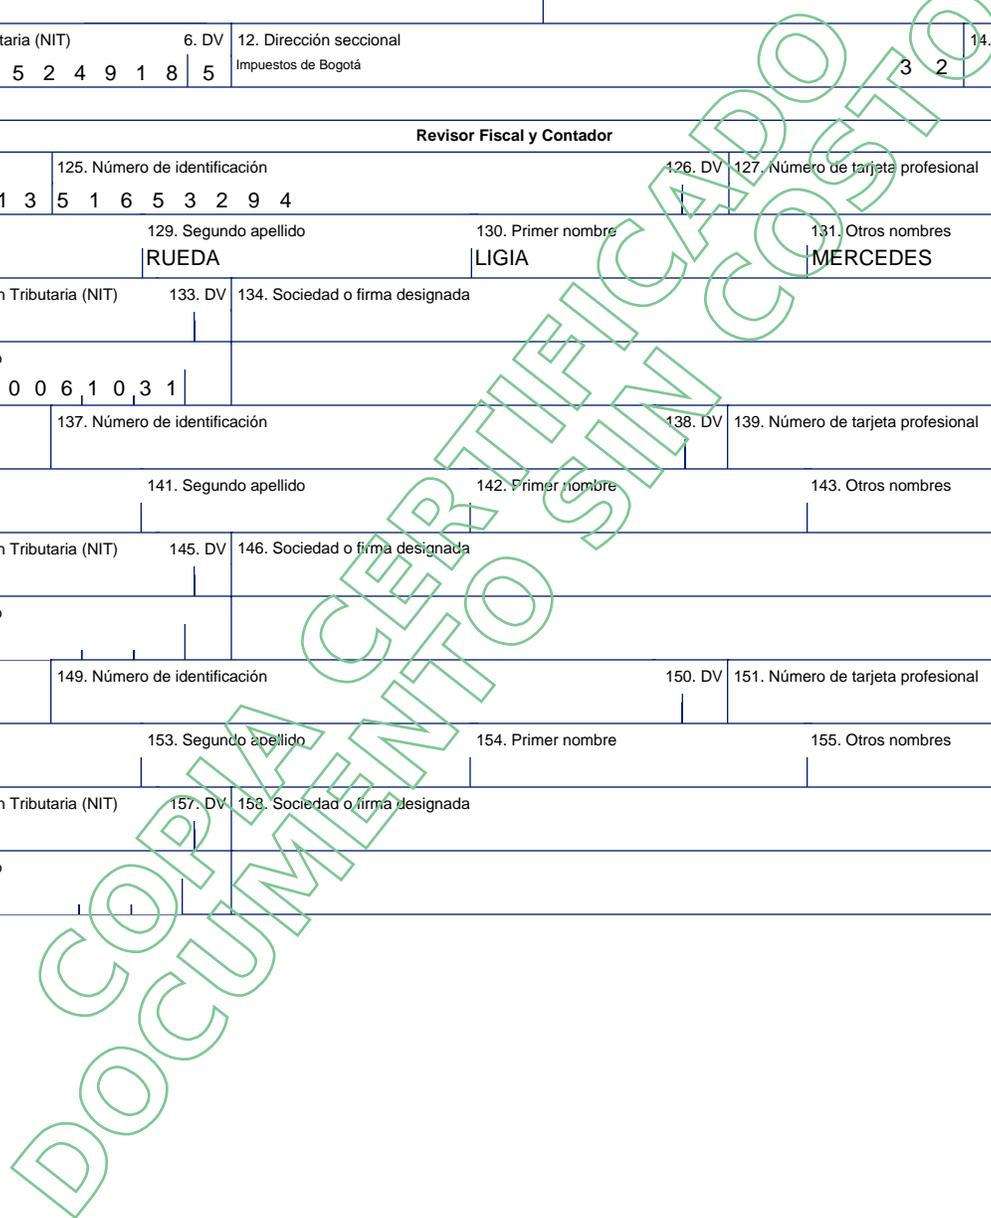 taria (NIT) 6. DV 12. Dirección seccional 14.
5 2 4 9 1 8 5 Impuestos de Bogotá 3 2
Revisor Fiscal y Contador
125. Número de identificación 126. DV 127. Número de tarjeta profesional
1 3 5 1 6 5 3 2 9 4
129. Segundo apellido 130. Primer nombre 131. Otros nombres
RUEDA LIGIA MERCEDES
n Tributaria (NIT) 133. DV 134. Sociedad o firma designada
o
0 0 6 1 0 3 1
137. Número de identificación 138. DV 139. Número de tarjeta profesional
141. Segundo apellido 142. Primer nombre 143. Otros nombres
n Tributaria (NIT) 145. DV 146. Sociedad o firma designada
o
149. Número de identificación 150. DV 151. Número de tarjeta profesional
153. Segundo apellido 154. Primer nombre 155. Otros nombres
n Tributaria (NIT) 157. DV 158. Sociedad o firma designada
o
COPIA CERTIFICADO
DOCUMENTO SIN COSTO